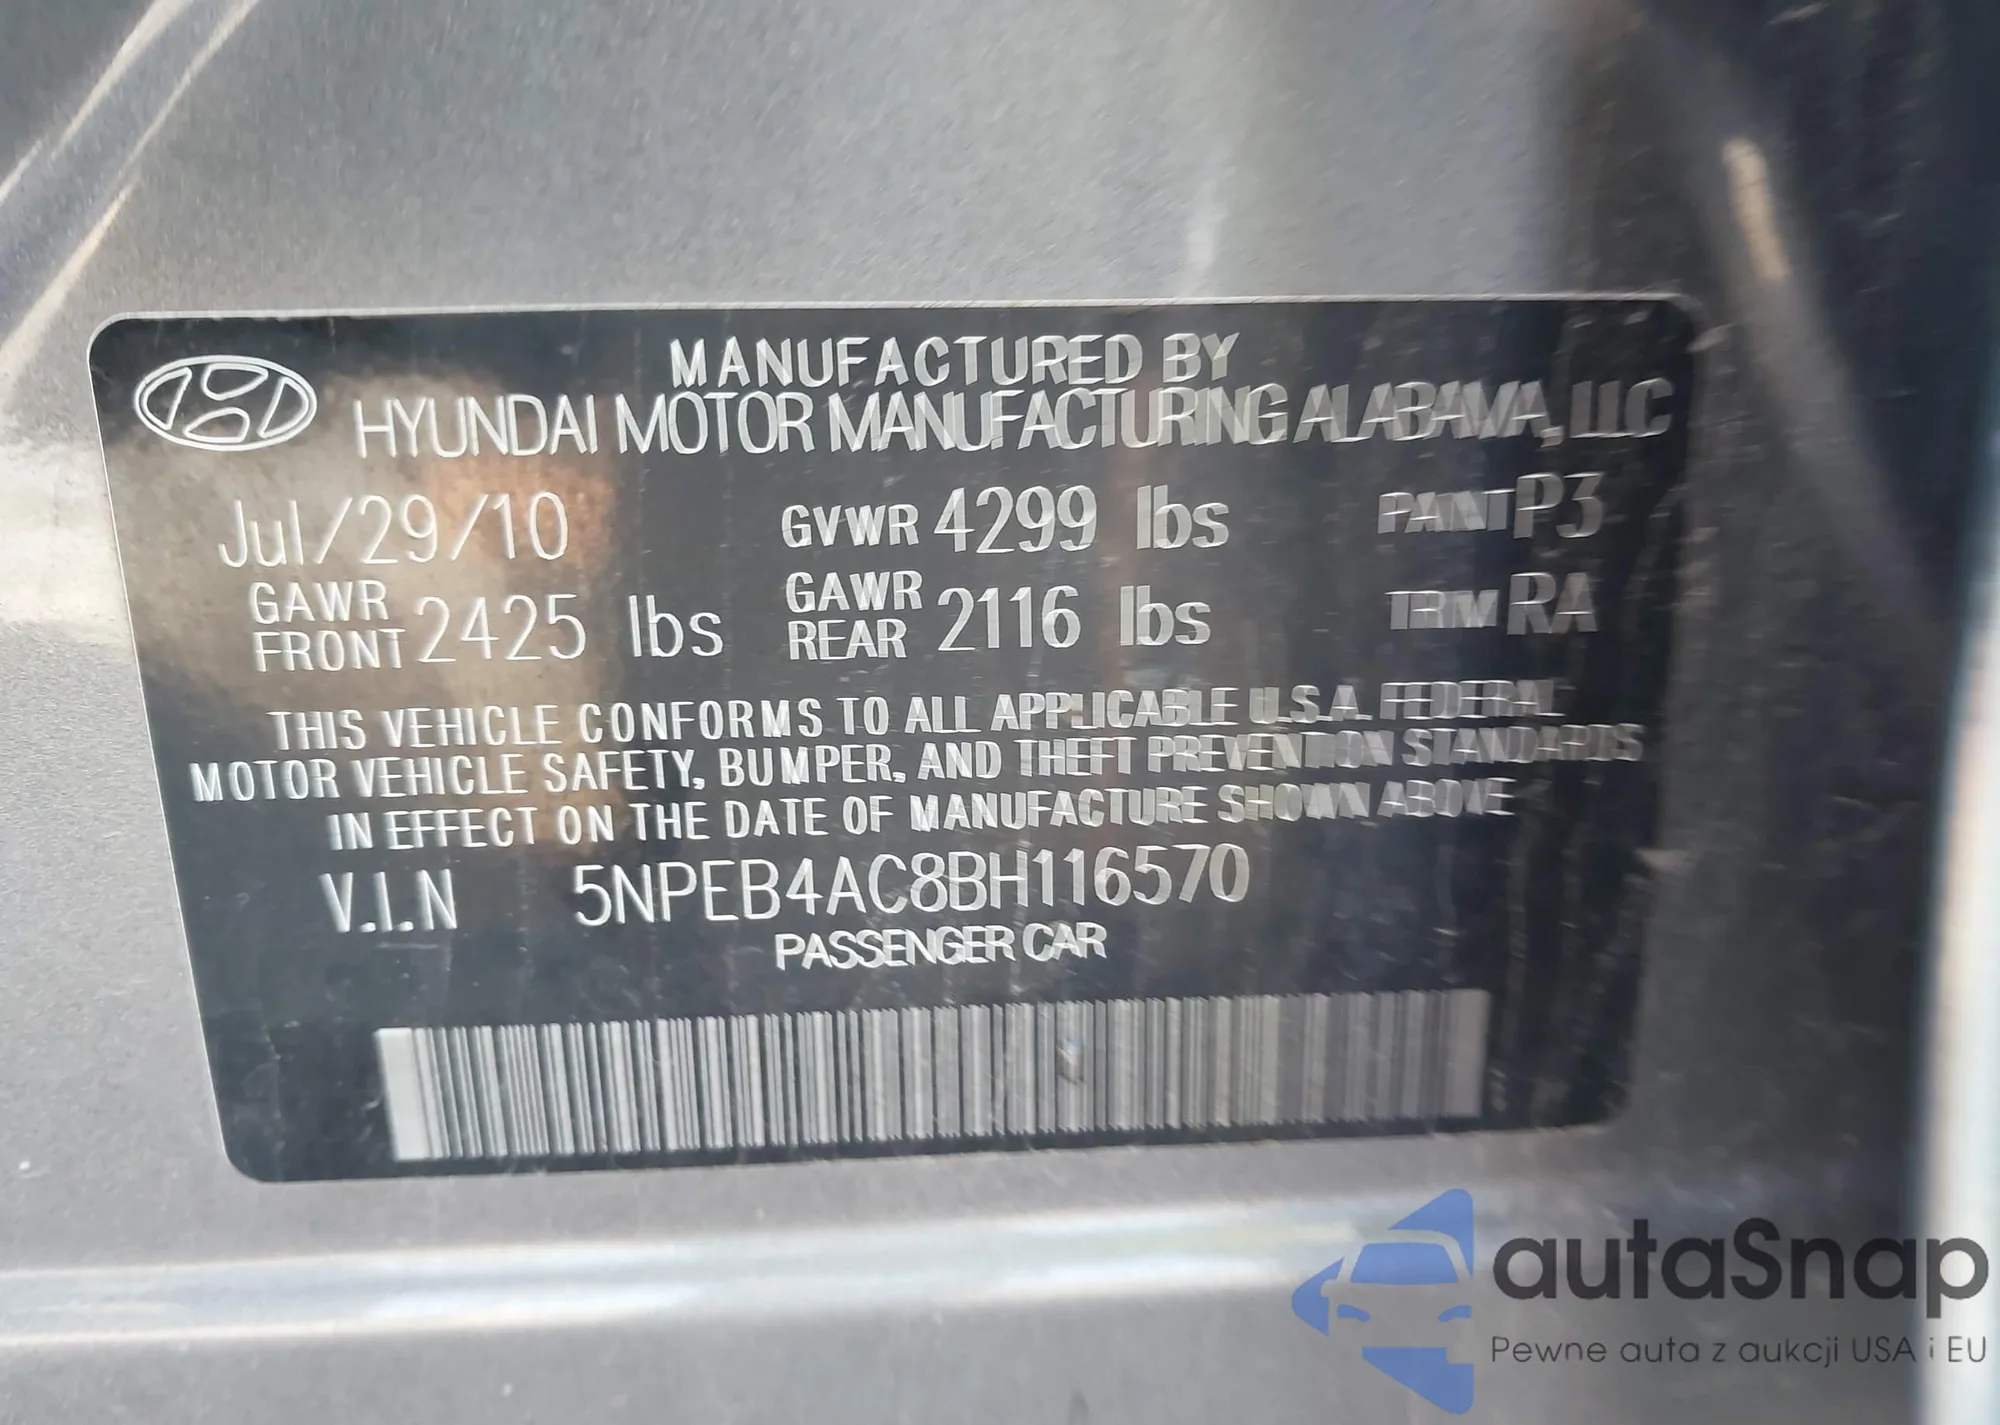 MANUFACTURED BY
HYUNDAI MOTOR MANUFACTURING ALABAMA, LLC
Jul/29/10 GVWR 4299 lbs PAINT P3
GAWR FRONT 2425 lbs GAWR REAR 2116 lbs TRIM RA
THIS VEHICLE CONFORMS TO ALL APPLICABLE U.S.A. FEDERAL
MOTOR VEHICLE SAFETY, BUMPER, AND THEFT PREVENTION STANDARDS
IN EFFECT ON THE DATE OF MANUFACTURE SHOWN ABOVE
V.I.N 5NPEB4AC8BH116570
PASSENGER CAR
autaSnap
Pewne auta z aukcji USA i EU